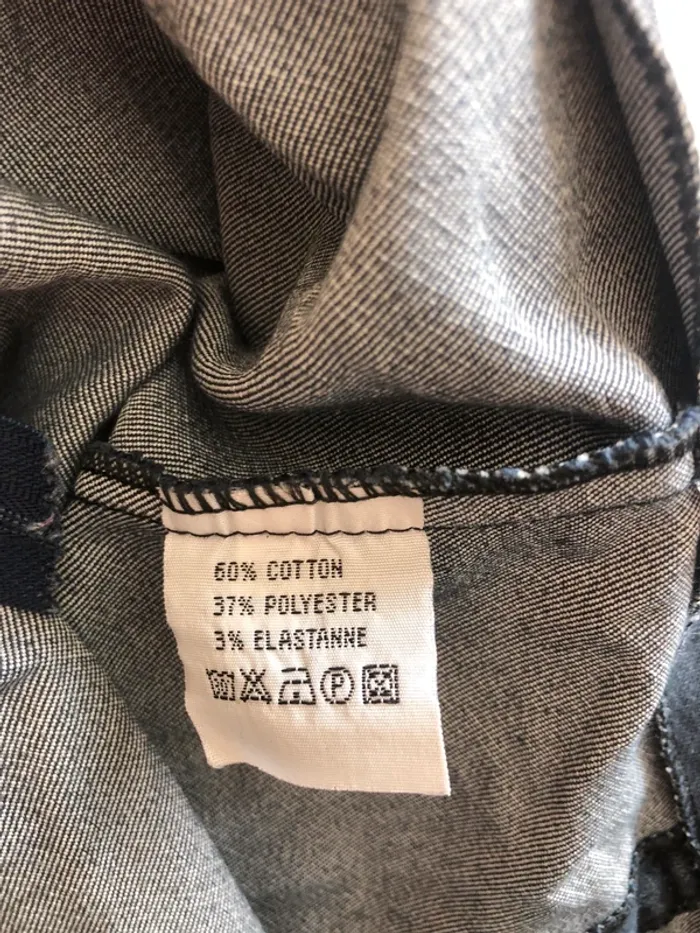 60% COTTON
37% POLYESTER
3% ELASTANNE
P